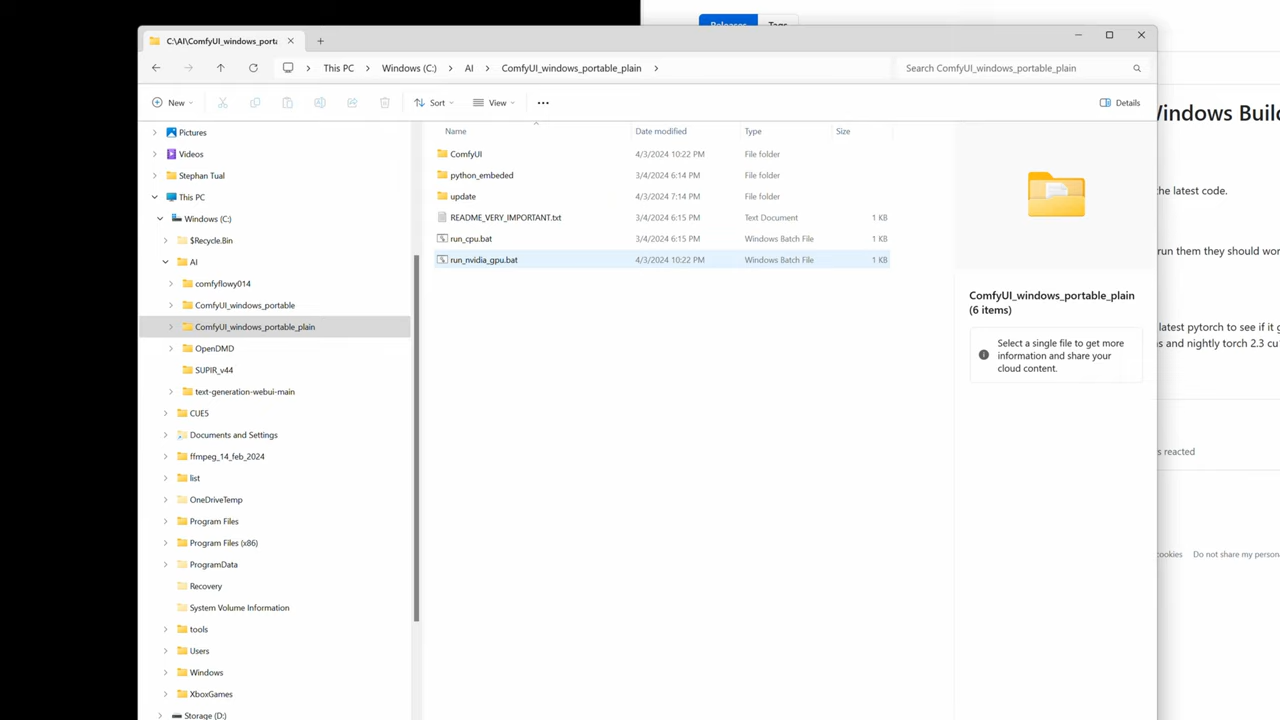 Releases Tags
C:\AI\ComfyUI_windows_porta
This PC Windows (C:) AI ComfyUI_windows_portable_plain
Search ComfyUI_windows_portable_plain
New Sort View Details
Pictures
Videos
Stephan Tual
This PC
Windows (C:)
$Recycle.Bin
AI
comfyflowy014
ComfyUI_windows_portable
ComfyUI_windows_portable_plain
OpenDMD
SUPIR_v44
text-generation-webui-main
CUE5
Documents and Settings
ffmpeg_14_feb_2024
list
OneDriveTemp
Program Files
Program Files (x86)
ProgramData
Recovery
System Volume Information
tools
Users
Windows
XboxGames
Storage (D:)
Name Date modified Type Size
ComfyUI 4/3/2024 10:22 PM File folder
python_embeded 3/4/2024 6:14 PM File folder
update 4/3/2024 7:14 PM File folder
README_VERY_IMPORTANT.txt 3/4/2024 6:15 PM Text Document 1 KB
run_cpu.bat 3/4/2024 6:15 PM Windows Batch File 1 KB
run_nvidia_gpu.bat 4/3/2024 10:22 PM Windows Batch File 1 KB
ComfyUI_windows_portable_plain
(6 items)
Select a single file to get more
information and share your
cloud content.
Windows Buil
the latest code.
run them they should wor
latest pytorch to see if it g
s and nightly torch 2.3 cu
s reacted
cookies Do not share my person